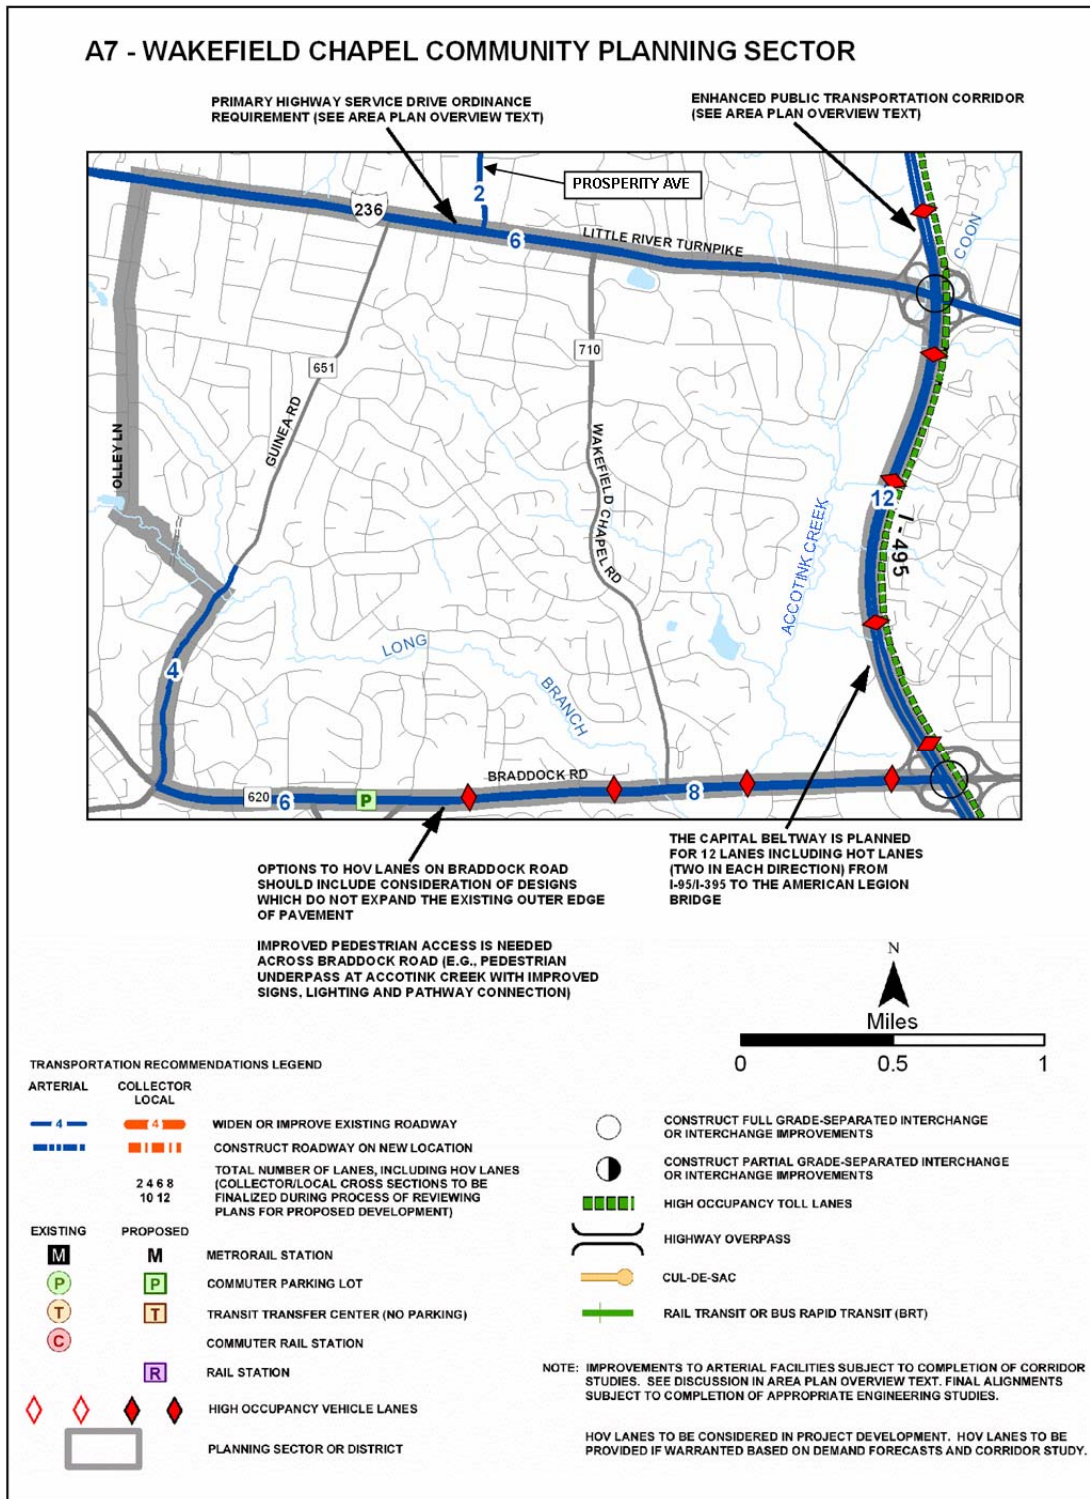 A7 - WAKEFIELD CHAPEL COMMUNITY PLANNING SECTOR
PRIMARY HIGHWAY SERVICE DRIVE ORDINANCE
REQUIREMENT (SEE AREA PLAN OVERVIEW TEXT)
ENHANCED PUBLIC TRANSPORTATION CORRIDOR
(SEE AREA PLAN OVERVIEW TEXT)
PROSPERITY AVE
2
236
6
LITTLE RIVER TURNPIKE
COON
651
710
OLLEY LN
GUINEA RD
WAKEFIELD CHAPEL RD
ACCOTINK CREEK
12
I - 495
LONG
BRANCH
4
BRADDOCK RD
620
6
P
8
OPTIONS TO HOV LANES ON BRADDOCK ROAD
SHOULD INCLUDE CONSIDERATION OF DESIGNS
WHICH DO NOT EXPAND THE EXISTING OUTER EDGE
OF PAVEMENT
IMPROVED PEDESTRIAN ACCESS IS NEEDED
ACROSS BRADDOCK ROAD (E.G., PEDESTRIAN
UNDERPASS AT ACCOTINK CREEK WITH IMPROVED
SIGNS, LIGHTING AND PATHWAY CONNECTION)
THE CAPITAL BELTWAY IS PLANNED
FOR 12 LANES INCLUDING HOT LANES
(TWO IN EACH DIRECTION) FROM
I-95/I-395 TO THE AMERICAN LEGION
BRIDGE
N
Miles
0 0.5 1
TRANSPORTATION RECOMMENDATIONS LEGEND
ARTERIAL COLLECTOR
LOCAL
4 4 WIDEN OR IMPROVE EXISTING ROADWAY
CONSTRUCT ROADWAY ON NEW LOCATION
TOTAL NUMBER OF LANES, INCLUDING HOV LANES
2 4 6 8 (COLLECTOR/LOCAL CROSS SECTIONS TO BE
10 12 FINALIZED DURING PROCESS OF REVIEWING
PLANS FOR PROPOSED DEVELOPMENT)
EXISTING PROPOSED
M M METRORAIL STATION
P P COMMUTER PARKING LOT
T T TRANSIT TRANSFER CENTER (NO PARKING)
C COMMUTER RAIL STATION
R RAIL STATION
HIGH OCCUPANCY VEHICLE LANES
PLANNING SECTOR OR DISTRICT
CONSTRUCT FULL GRADE-SEPARATED INTERCHANGE
OR INTERCHANGE IMPROVEMENTS
CONSTRUCT PARTIAL GRADE-SEPARATED INTERCHANGE
OR INTERCHANGE IMPROVEMENTS
HIGH OCCUPANCY TOLL LANES
HIGHWAY OVERPASS
CUL-DE-SAC
RAIL TRANSIT OR BUS RAPID TRANSIT (BRT)
NOTE: IMPROVEMENTS TO ARTERIAL FACILITIES SUBJECT TO COMPLETION OF CORRIDOR
STUDIES. SEE DISCUSSION IN AREA PLAN OVERVIEW TEXT. FINAL ALIGNMENTS
SUBJECT TO COMPLETION OF APPROPRIATE ENGINEERING STUDIES.
HOV LANES TO BE CONSIDERED IN PROJECT DEVELOPMENT. HOV LANES TO BE
PROVIDED IF WARRANTED BASED ON DEMAND FORECASTS AND CORRIDOR STUDY.